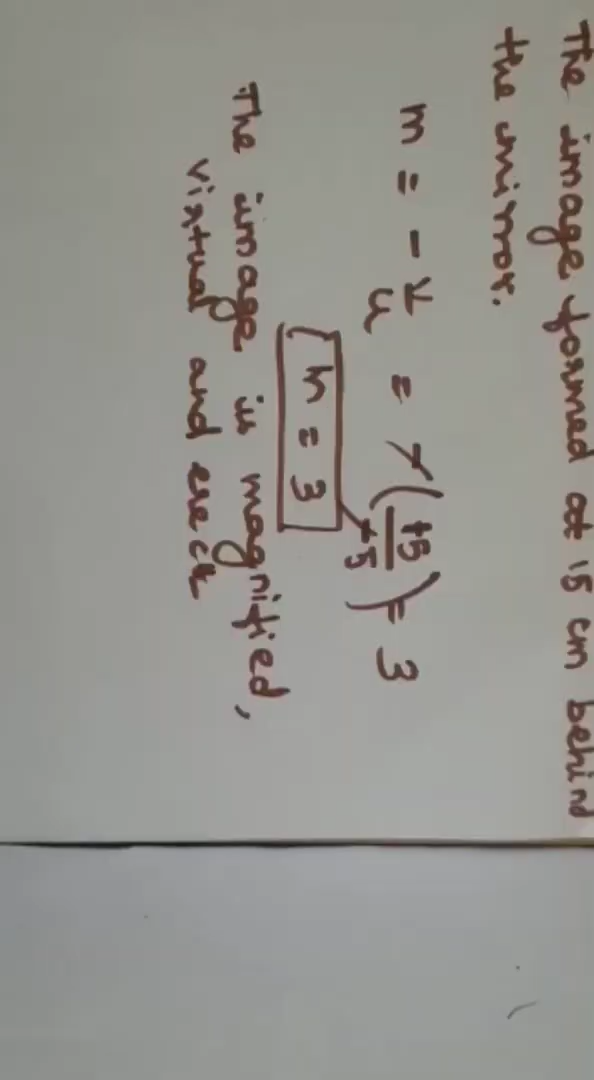 The image formed at 15 cm behind
the mirror.
m = - v/u = -(15/-5) = 3
m = 3
The image is magnified,
virtual and erect